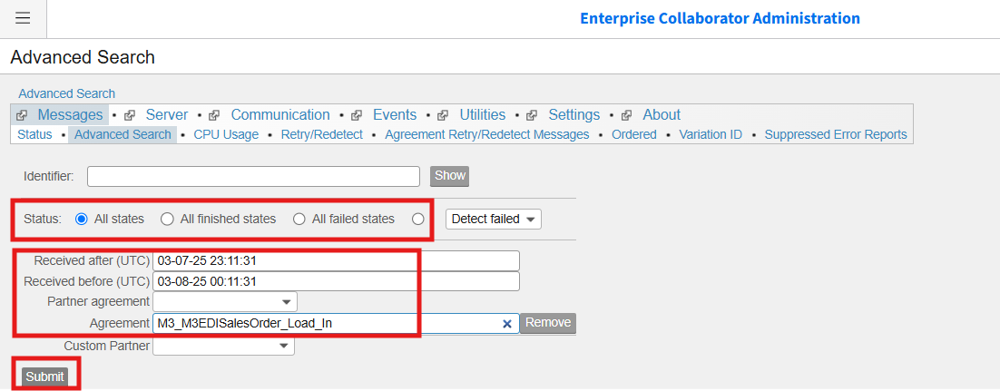 Enterprise Collaborator Administration
Advanced Search
Advanced Search
Messages • Server • Communication • Events • Utilities • Settings • About
Status • Advanced Search • CPU Usage • Retry/Redetect • Agreement Retry/Redetect Messages • Ordered • Variation ID • Suppressed Error Reports
Identifier: Show
Status: All states All finished states All failed states Detect failed
Received after (UTC) 03-07-25 23:11:31
Received before (UTC) 03-08-25 00:11:31
Partner agreement
Agreement M3_M3EDISalesOrder_Load_In Remove
Custom Partner
Submit